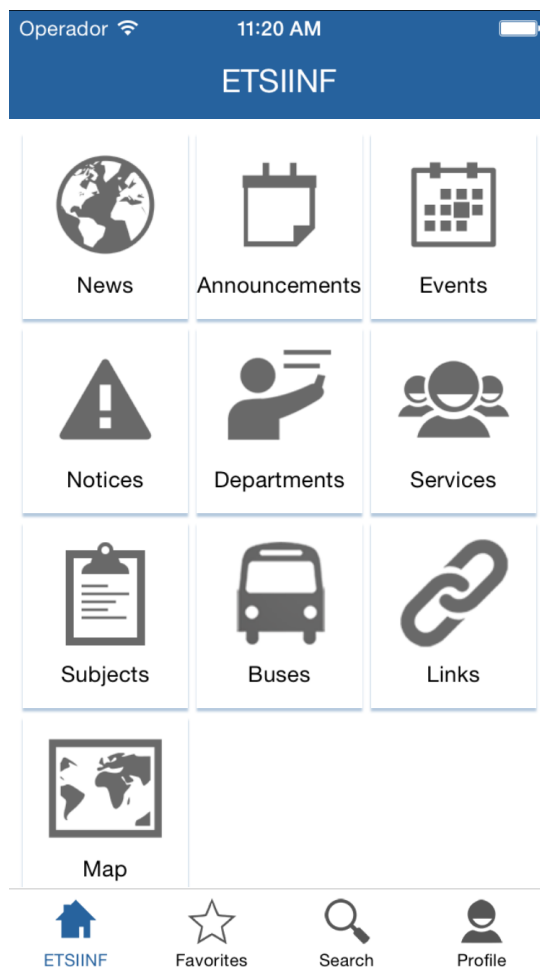 Operador 11:20 AM
ETSIINF
News Announcements Events
Notices Departments Services
Subjects Buses Links
Map
ETSIINF Favorites Search Profile